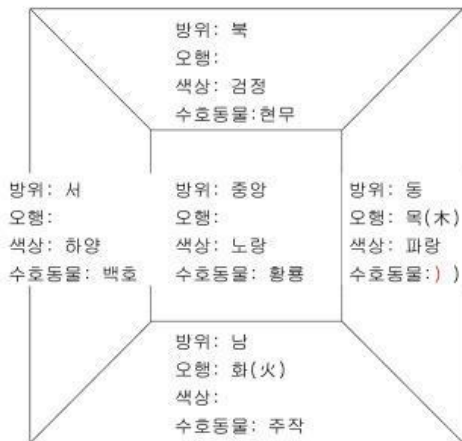 방위: 북
오행:
색상: 검정
수호동물:현무
방위: 서
오행:
색상: 하양
수호동물: 백호
방위: 중앙
오행:
색상: 노랑
수호동물: 황룡
방위: 동
오행: 목(木)
색상: 파랑
수호동물:) )
방위: 남
오행: 화(火)
색상:
수호동물: 주작